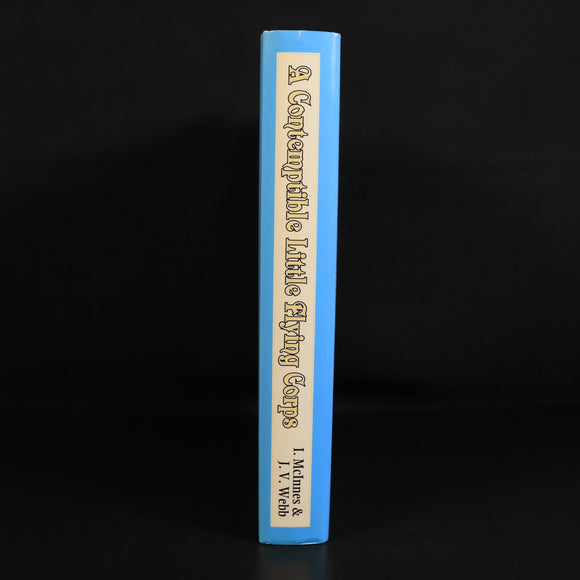 A Contemptible Little Flying Corps
I. McInnes &
J. V. Webb